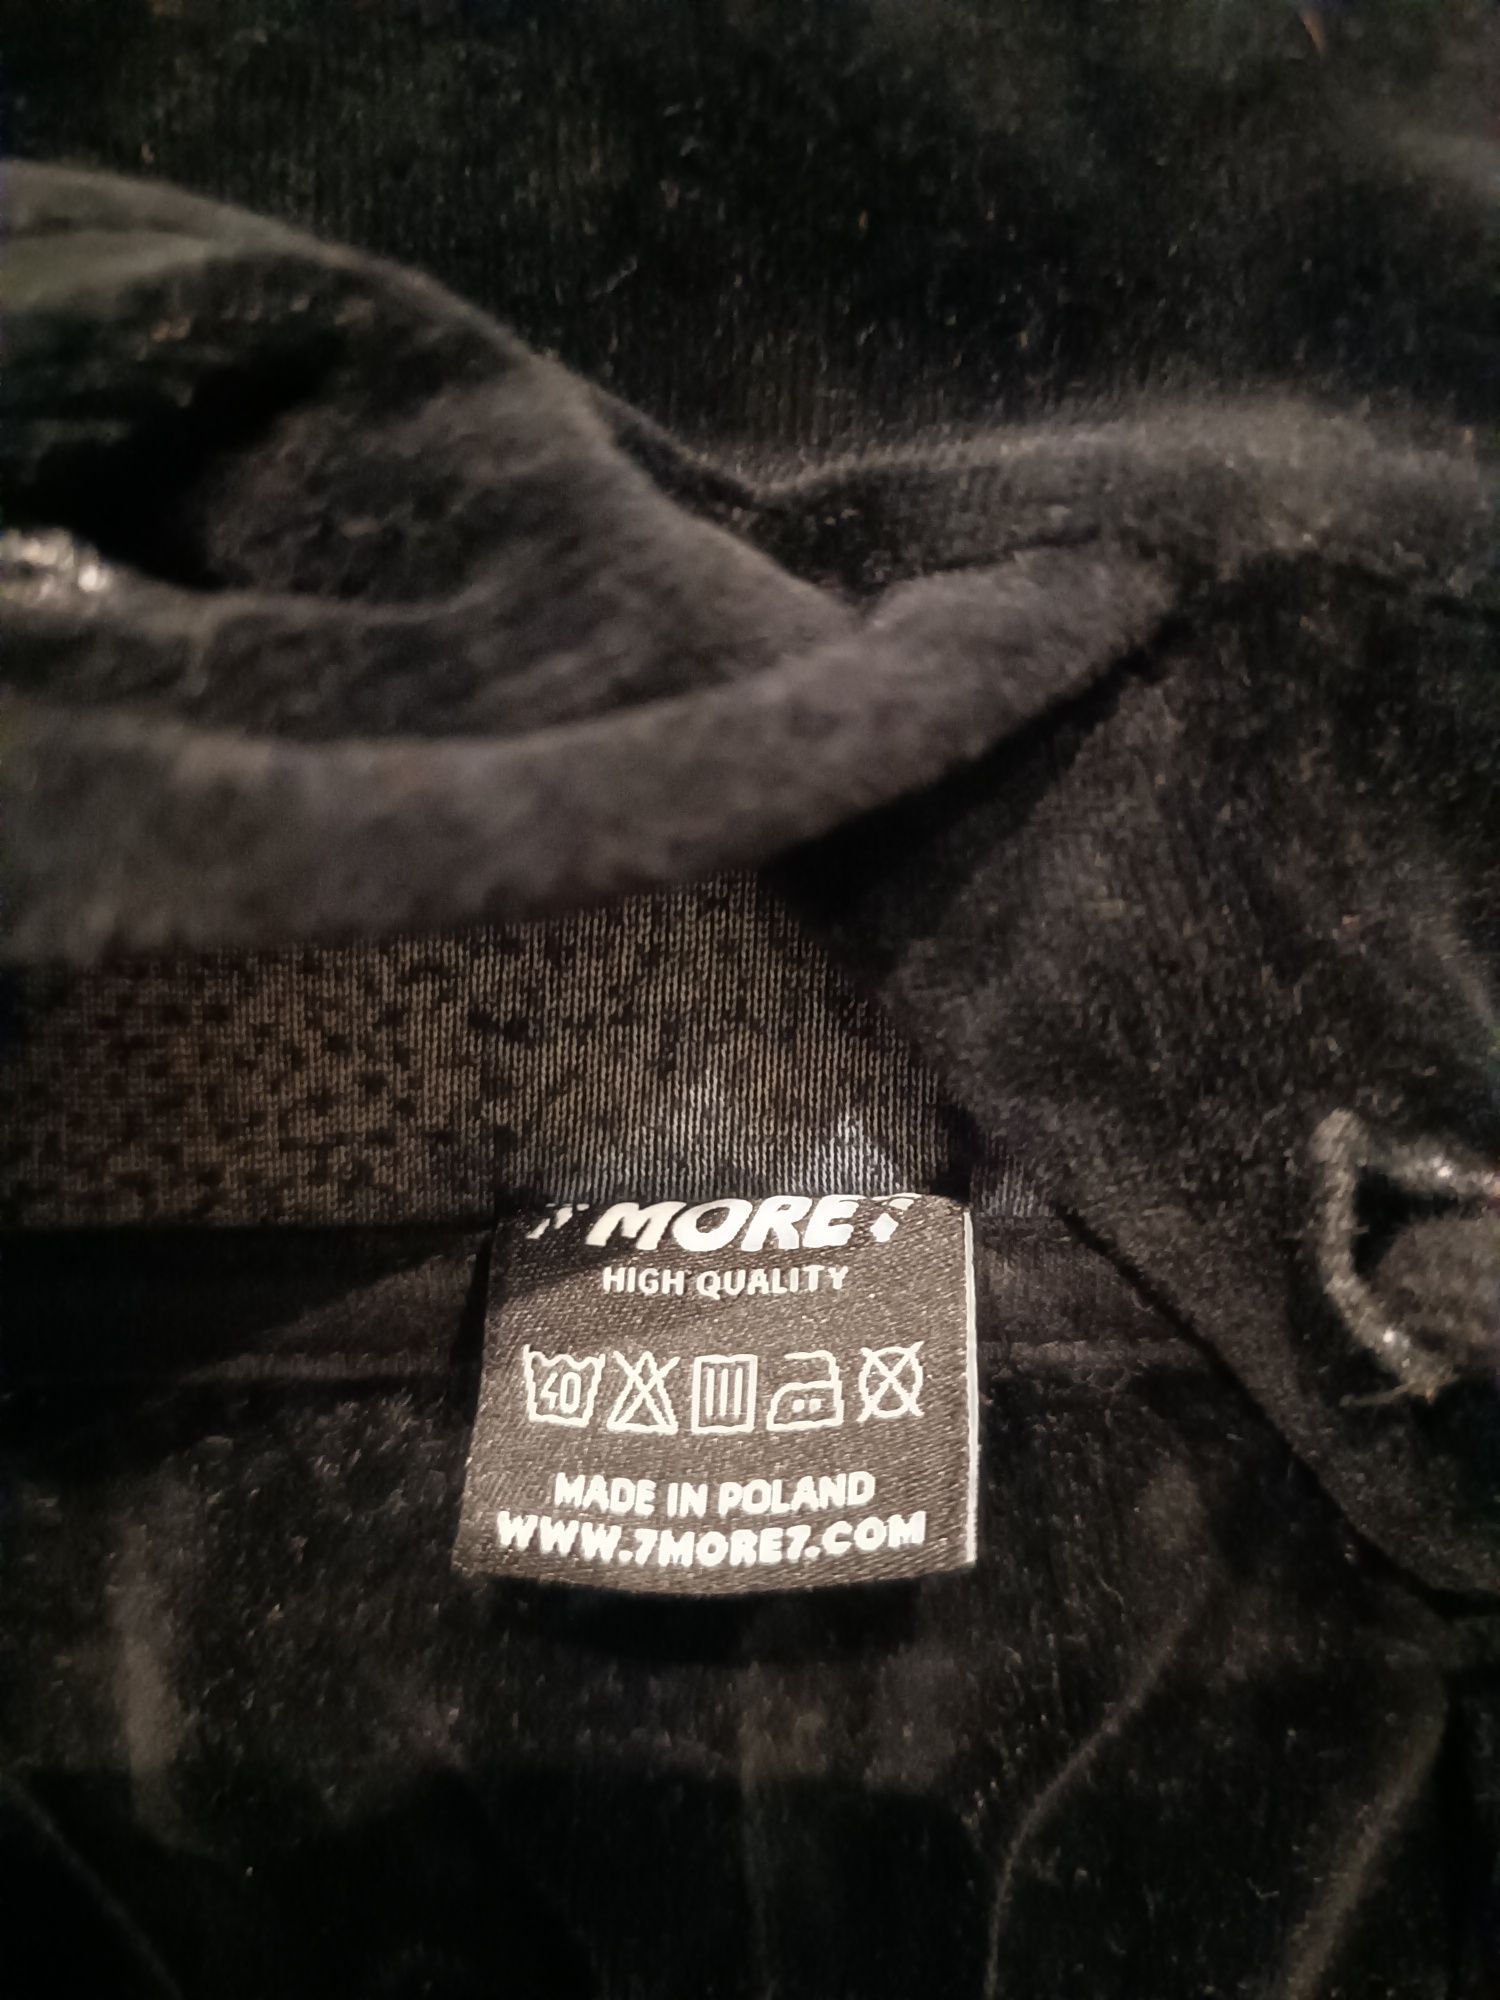 7MORE7
HIGH QUALITY
40
MADE IN POLAND
WWW.7MORE7.COM